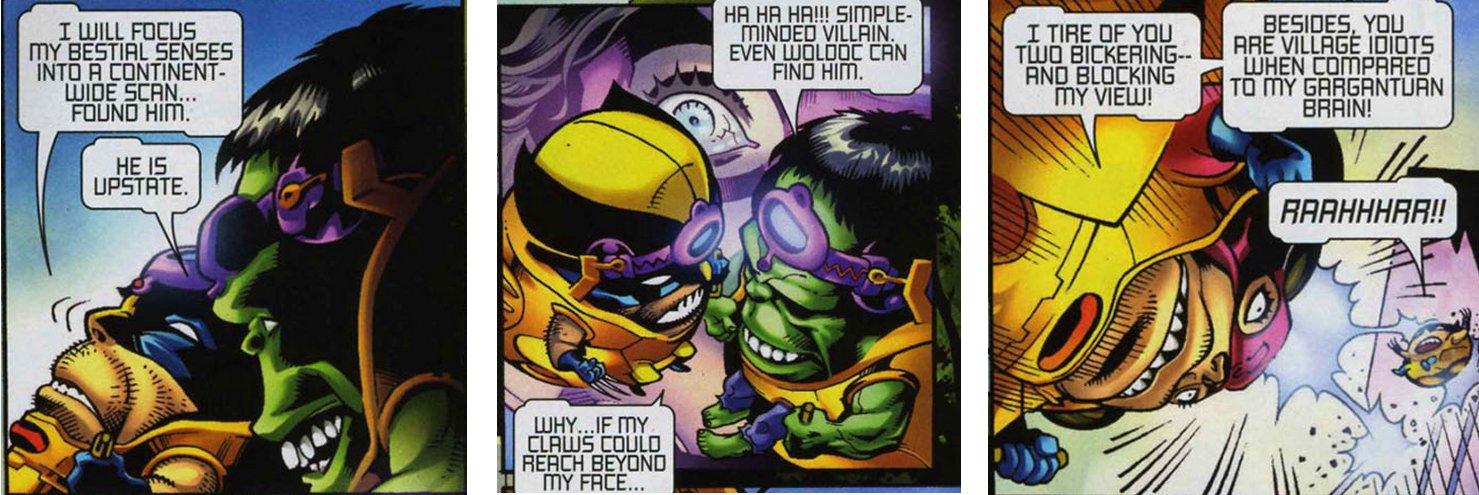 I WILL FOCUS
MY BESTIAL SENSES
INTO A CONTINENT-
WIDE SCAN...
FOUND HIM.
HE IS
UPSTATE.
HA HA HA!!! SIMPLE-
MINDED VILLAIN.
EVEN WOLDOC CAN
FIND HIM.
WHY...IF MY
CLAWS COULD
REACH BEYOND
MY FACE...
I TIRE OF YOU
TWO BICKERING--
AND BLOCKING
MY VIEW!
BESIDES, YOU
ARE VILLAGE IDIOTS
WHEN COMPARED
TO MY GARGANTUAN
BRAIN!
RAAHHHRR!!